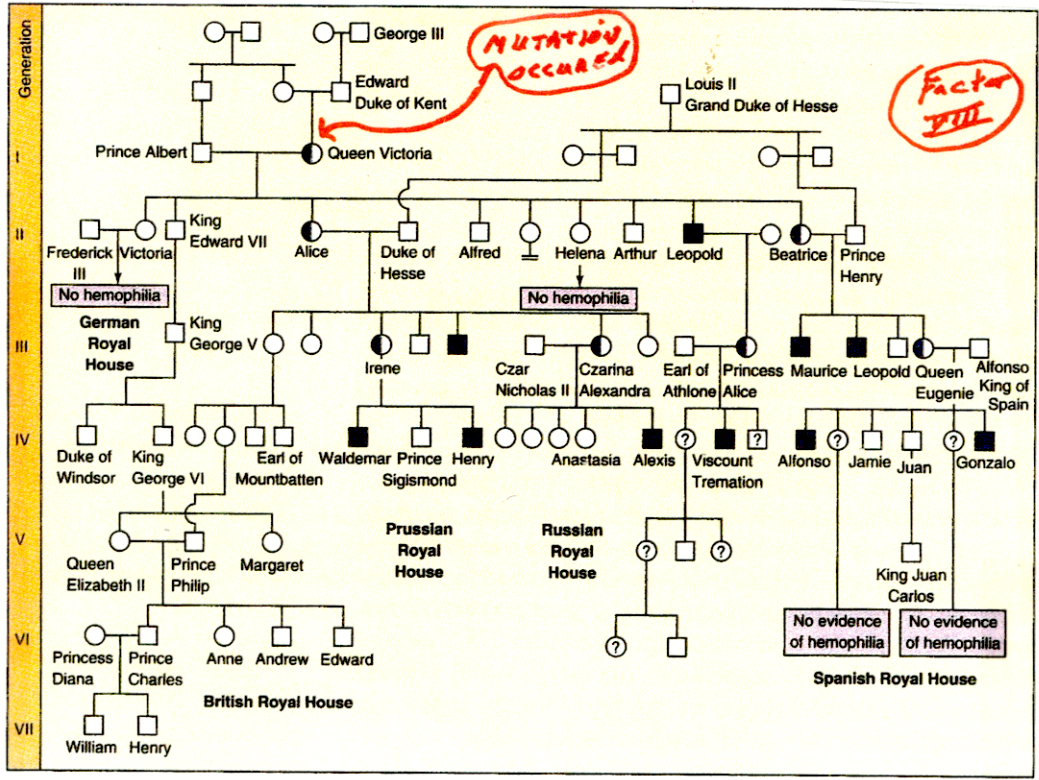 Generation
George III
MUTATION
OCCURED
Factor
VIII
Edward
Duke of Kent
Louis II
Grand Duke of Hesse
I
Prince Albert
Queen Victoria
II
Frederick
III
Victoria
King
Edward VII
Alice
Duke of
Hesse
Alfred
Helena
Arthur
Leopold
Beatrice
Prince
Henry
No hemophilia
No hemophilia
German
Royal
House
III
King
George V
Irene
Czar
Nicholas II
Czarina
Alexandra
Earl of
Athlone
Princess
Alice
Maurice
Leopold
Queen
Eugenie
Alfonso
King of
Spain
IV
Duke of
Windsor
King
George VI
Earl of
Mountbatten
Waldemar
Prince
Sigismond
Henry
Anastasia
Alexis
?
Viscount
Tremation
?
Alfonso
?
Jamie
Juan
?
Gonzalo
Prussian
Royal
House
Russian
Royal
House
V
Queen
Elizabeth II
Prince
Philip
Margaret
?
?
King Juan
Carlos
VI
Princess
Diana
Prince
Charles
Anne
Andrew
Edward
?
No evidence
of hemophilia
No evidence
of hemophilia
British Royal House
Spanish Royal House
VII
William
Henry